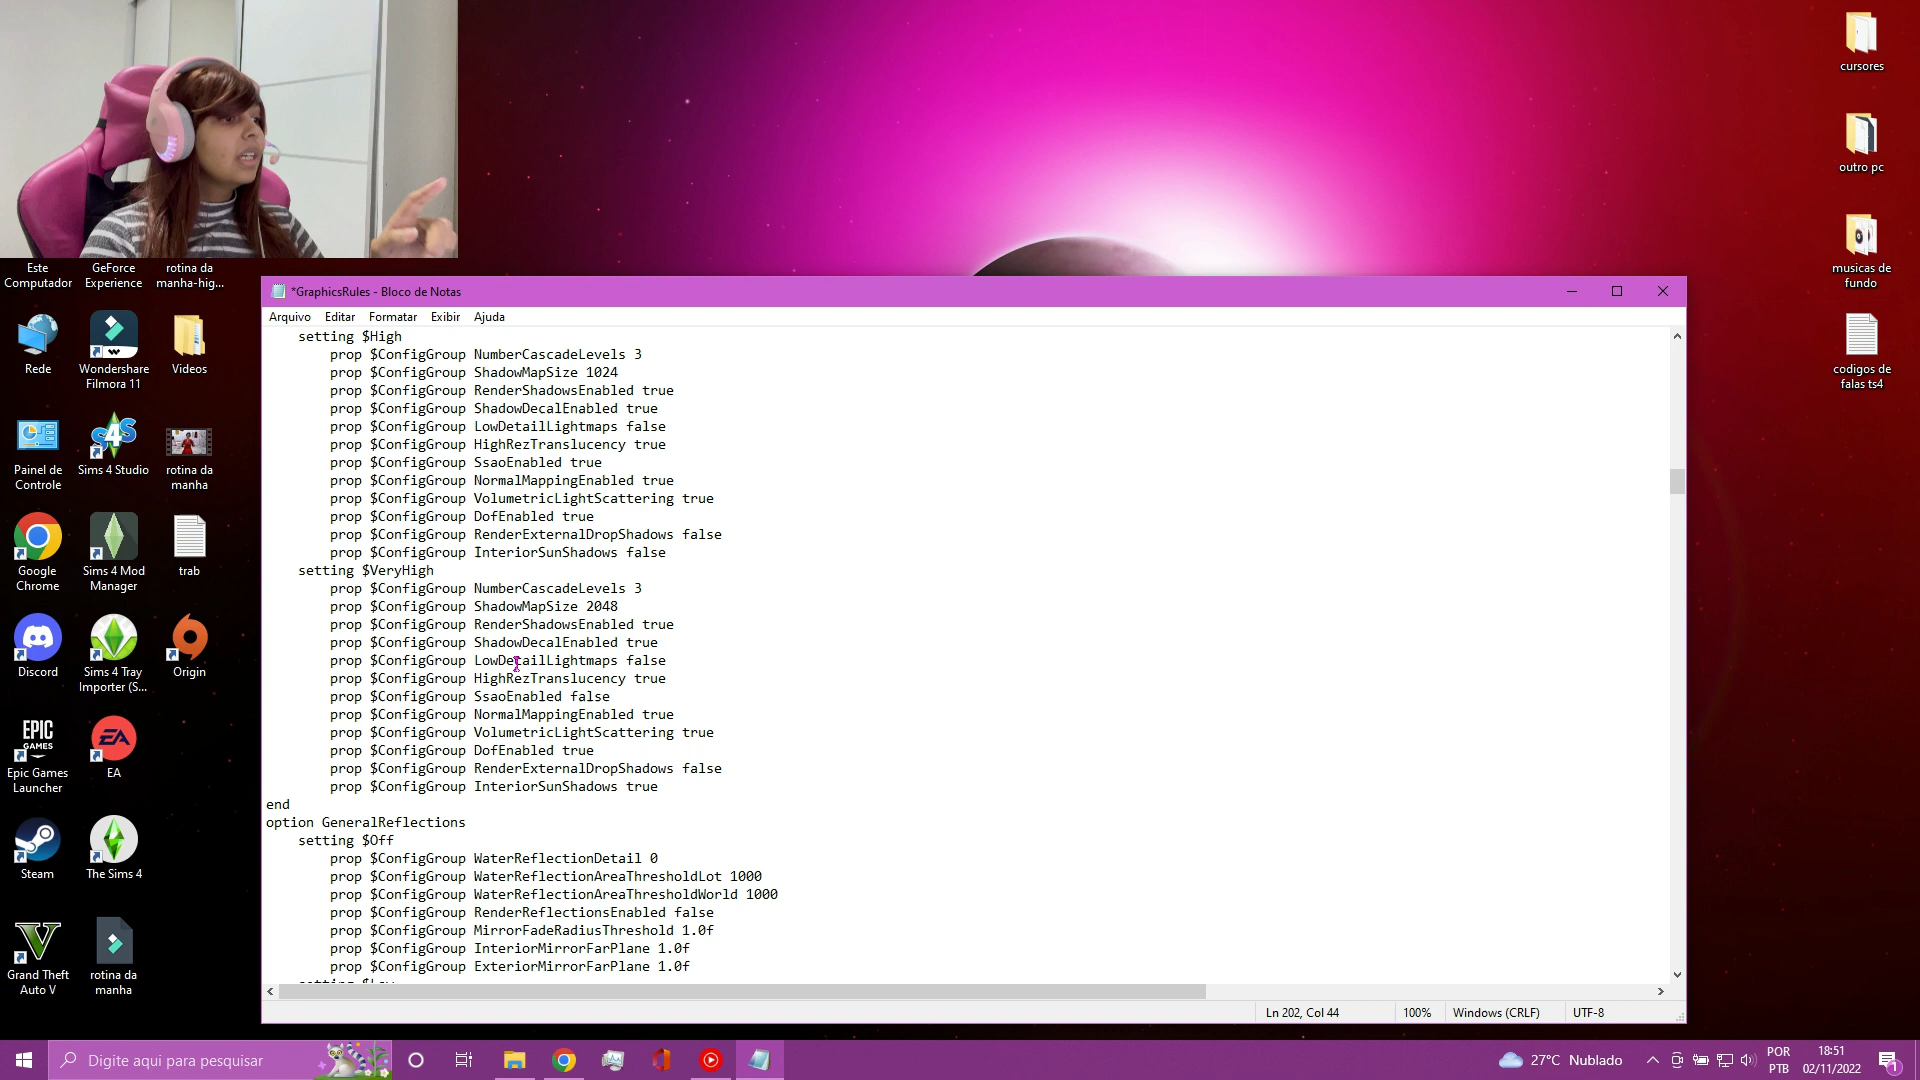 cursores
outro pc
musicas de
fundo
codigos de
falas ts4
Este
Computador
GeForce
Experience
rotina da
manha-hig...
Rede
Wondershare
Filmora 11
Videos
Painel de
Controle
Sims 4 Studio
rotina da
manha
Google
Chrome
Sims 4 Mod
Manager
trab
Discord
Sims 4 Tray
Importer (S...
Origin
EPIC
GAMES
Epic Games
Launcher
EA
EA
Steam
The Sims 4
Grand Theft
Auto V
rotina da
manha
*GraphicsRules - Bloco de Notas
Arquivo Editar Formatar Exibir Ajuda
setting $High
prop $ConfigGroup NumberCascadeLevels 3
prop $ConfigGroup ShadowMapSize 1024
prop $ConfigGroup RenderShadowsEnabled true
prop $ConfigGroup ShadowDecalEnabled true
prop $ConfigGroup LowDetailLightmaps false
prop $ConfigGroup HighRezTranslucency true
prop $ConfigGroup SsaoEnabled true
prop $ConfigGroup NormalMappingEnabled true
prop $ConfigGroup VolumetricLightScattering true
prop $ConfigGroup DofEnabled true
prop $ConfigGroup RenderExternalDropShadows false
prop $ConfigGroup InteriorSunShadows false
setting $VeryHigh
prop $ConfigGroup NumberCascadeLevels 3
prop $ConfigGroup ShadowMapSize 2048
prop $ConfigGroup RenderShadowsEnabled true
prop $ConfigGroup ShadowDecalEnabled true
prop $ConfigGroup LowDetailLightmaps false
prop $ConfigGroup HighRezTranslucency true
prop $ConfigGroup SsaoEnabled false
prop $ConfigGroup NormalMappingEnabled true
prop $ConfigGroup VolumetricLightScattering true
prop $ConfigGroup DofEnabled true
prop $ConfigGroup RenderExternalDropShadows false
prop $ConfigGroup InteriorSunShadows true
end
option GeneralReflections
setting $Off
prop $ConfigGroup WaterReflectionDetail 0
prop $ConfigGroup WaterReflectionAreaThresholdLot 1000
prop $ConfigGroup WaterReflectionAreaThresholdWorld 1000
prop $ConfigGroup RenderReflectionsEnabled false
prop $ConfigGroup MirrorFadeRadiusThreshold 1.0f
prop $ConfigGroup InteriorMirrorFarPlane 1.0f
prop $ConfigGroup ExteriorMirrorFarPlane 1.0f
Ln 202, Col 44 100% Windows (CRLF) UTF-8
Digite aqui para pesquisar
27°C Nublado
POR
PTB
18:51
02/11/2022
1